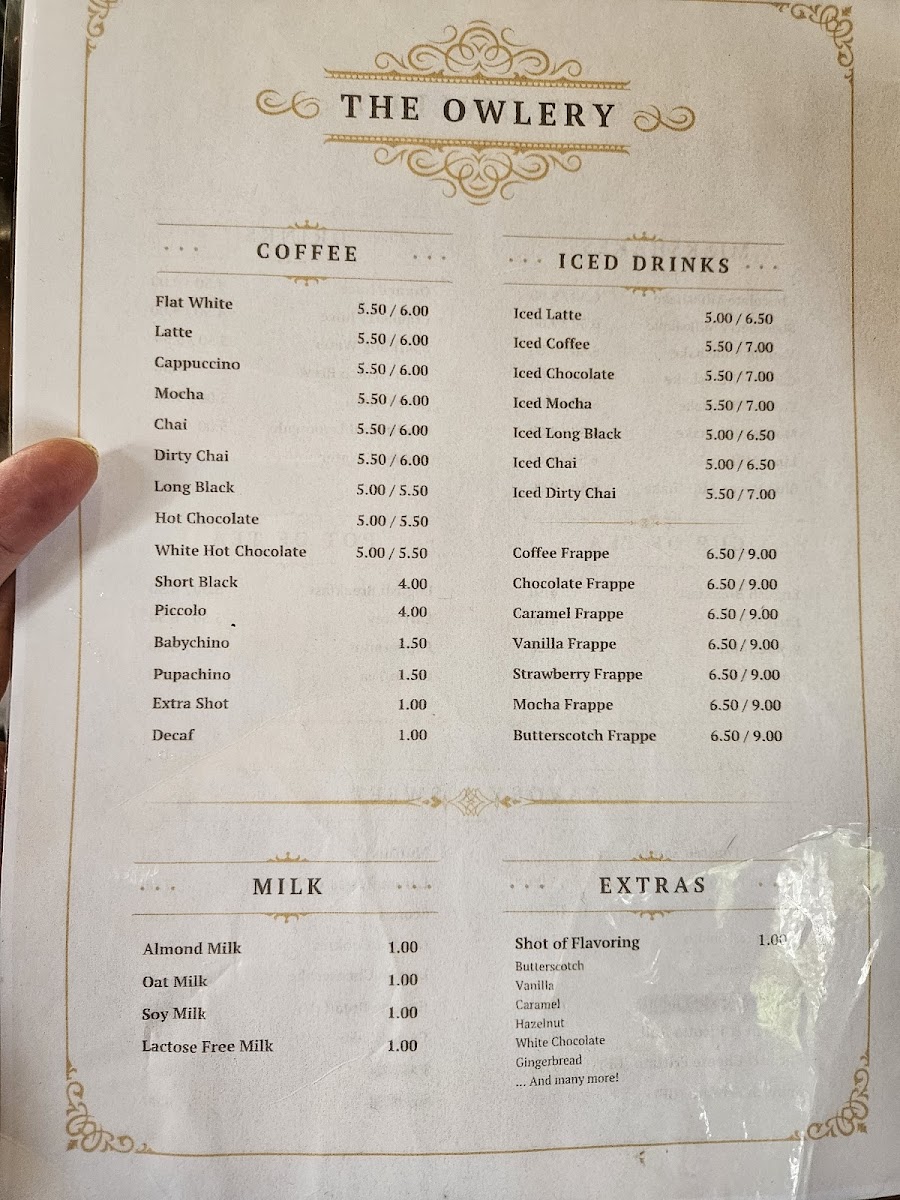 THE OWLERY
COFFEE
Flat White 5.50 / 6.00
Latte 5.50 / 6.00
Cappuccino 5.50 / 6.00
Mocha 5.50 / 6.00
Chai 5.50 / 6.00
Dirty Chai 5.50 / 6.00
Long Black 5.00 / 5.50
Hot Chocolate 5.00 / 5.50
White Hot Chocolate 5.00 / 5.50
Short Black 4.00
Piccolo 4.00
Babychino 1.50
Pupachino 1.50
Extra Shot 1.00
Decaf 1.00
ICED DRINKS
Iced Latte 5.00 / 6.50
Iced Coffee 5.50 / 7.00
Iced Chocolate 5.50 / 7.00
Iced Mocha 5.50 / 7.00
Iced Long Black 5.00 / 6.50
Iced Chai 5.00 / 6.50
Iced Dirty Chai 5.50 / 7.00
Coffee Frappe 6.50 / 9.00
Chocolate Frappe 6.50 / 9.00
Caramel Frappe 6.50 / 9.00
Vanilla Frappe 6.50 / 9.00
Strawberry Frappe 6.50 / 9.00
Mocha Frappe 6.50 / 9.00
Butterscotch Frappe 6.50 / 9.00
MILK
Almond Milk 1.00
Oat Milk 1.00
Soy Milk 1.00
Lactose Free Milk 1.00
EXTRAS
Shot of Flavoring 1.00
Butterscotch
Vanilla
Caramel
Hazelnut
White Chocolate
Gingerbread
... And many more!